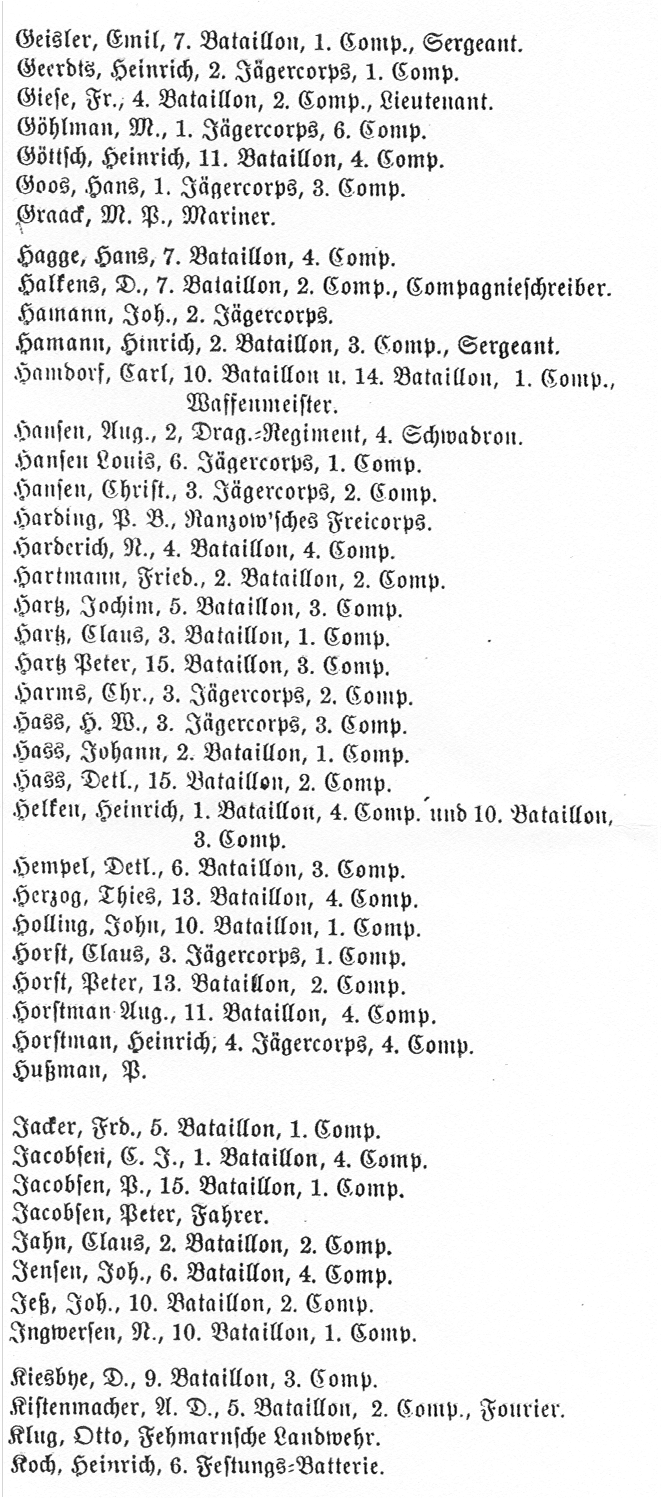 Geisler, Emil, 7. Bataillon, 1. Comp., Sergeant.
Geerdts, Heinrich, 2. Jägercorps, 1. Comp.
Giese, Fr., 4. Bataillon, 2. Comp., Lieutenant.
Göhlman, M., 1. Jägercorps, 6. Comp.
Göttsch, Heinrich, 11. Bataillon, 4. Comp.
Goos, Hans, 1. Jägercorps, 3. Comp.
Graack, M. P., Mariner.
Hagge, Hans, 7. Bataillon, 4. Comp.
Halkens, D., 7. Bataillon, 2. Comp., Compagnieschreiber.
Hamann, Joh., 2. Jägercorps.
Hamann, Hinrich, 2. Bataillon, 3. Comp., Sergeant.
Hamdorf, Carl, 10. Bataillon u. 14. Bataillon, 1. Comp.,
Waffenmeister.
Hansen, Aug., 2, Drag.-Regiment, 4. Schwadron.
Hansen Louis, 6. Jägercorps, 1. Comp.
Hansen, Christ., 3. Jägercorps, 2. Comp.
Harding, P. B., Ranzow'sches Freicorps.
Harderich, N., 4. Bataillon, 4. Comp.
Hartmann, Fried., 2. Bataillon, 2. Comp.
Hartz, Jochim, 5. Bataillon, 3. Comp.
Hartz, Claus, 3. Bataillon, 1. Comp.
Hartz Peter, 15. Bataillon, 3. Comp.
Harms, Chr., 3. Jägercorps, 2. Comp.
Hass, H. W., 3. Jägercorps, 3. Comp.
Hass, Johann, 2. Bataillon, 1. Comp.
Hass, Detl., 15. Bataillon, 2. Comp.
Helken, Heinrich, 1. Bataillon, 4. Comp. und 10. Bataillon,
3. Comp.
Hempel, Detl., 6. Bataillon, 3. Comp.
Herzog, Thies, 13. Bataillon, 4. Comp.
Holling, John, 10. Bataillon, 1. Comp.
Horst, Claus, 3. Jägercorps, 1. Comp.
Horst, Peter, 13. Bataillon, 2. Comp.
Horstman Aug., 11. Bataillon, 4. Comp.
Horstman, Heinrich, 4. Jägercorps, 4. Comp.
Hußman, P.
Jacker, Frd., 5. Bataillon, 1. Comp.
Jacobsen, C. J., 1. Bataillon, 4. Comp.
Jacobsen, P., 15. Bataillon, 1. Comp.
Jacobsen, Peter, Fahrer.
Jahn, Claus, 2. Bataillon, 2. Comp.
Jensen, Joh., 6. Bataillon, 4. Comp.
Jeß, Joh., 10. Bataillon, 2. Comp.
Ingwersen, N., 10. Bataillon, 1. Comp.
Kiesbye, D., 9. Bataillon, 3. Comp.
Kistenmacher, A. D., 5. Bataillon, 2. Comp., Fourier.
Klug, Otto, Fehmarnsche Landwehr.
Koch, Heinrich, 6. Festungs-Batterie.